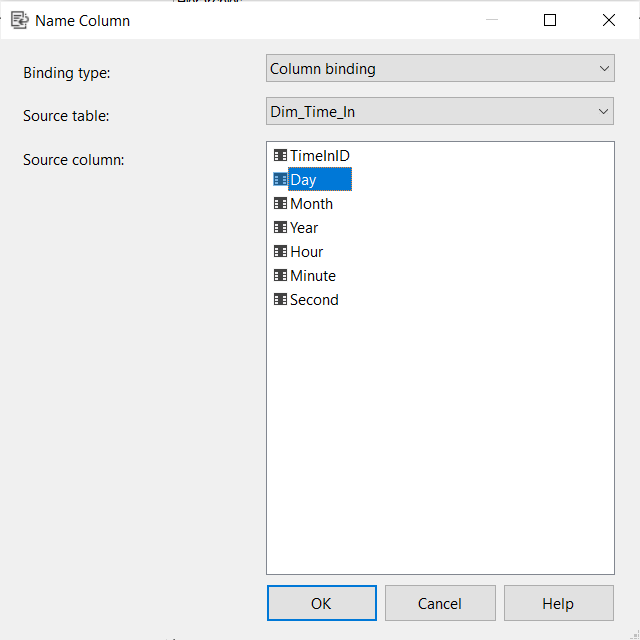 Name Column
Binding type:
Column binding
Source table:
Dim_Time_In
Source column:
TimeInID
Day
Month
Year
Hour
Minute
Second
OK
Cancel
Help